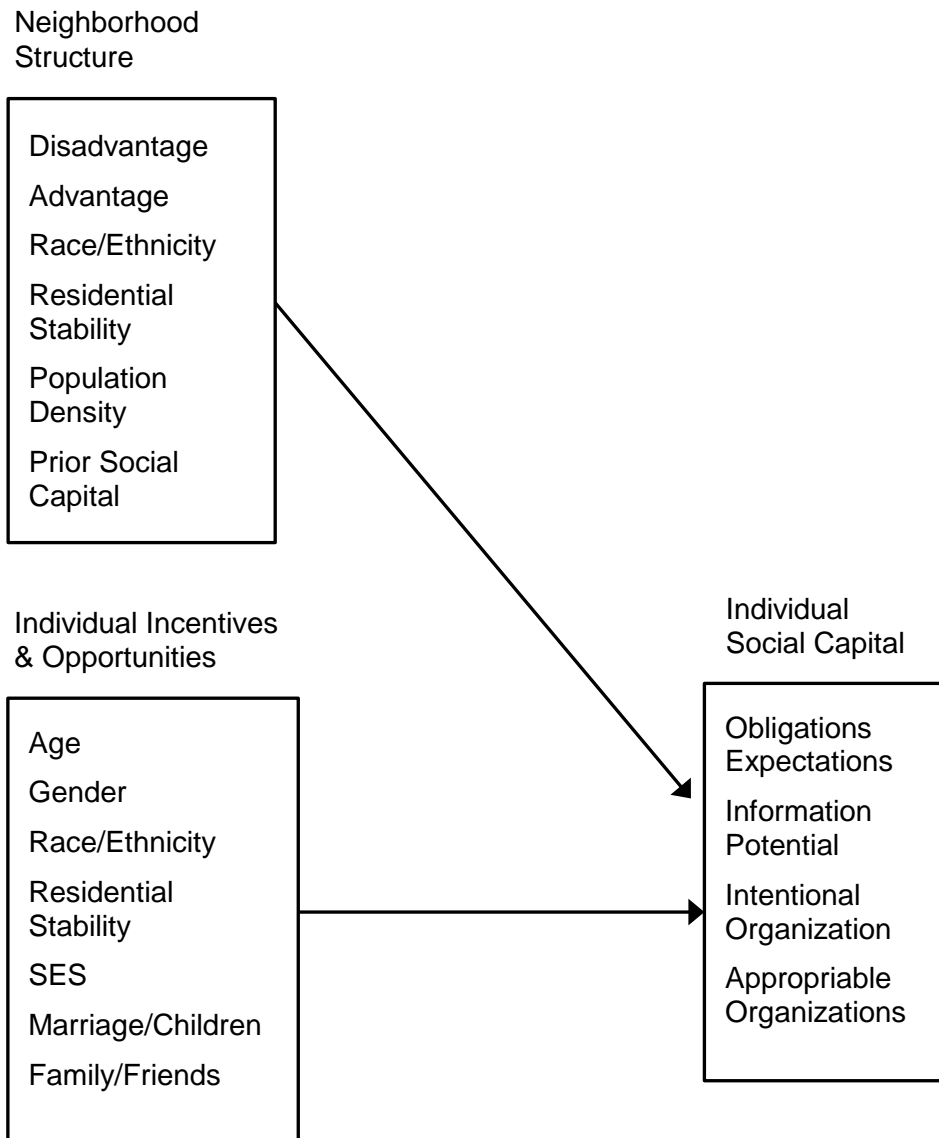 Neighborhood
Structure
Disadvantage
Advantage
Race/Ethnicity
Residential
Stability
Population
Density
Prior Social
Capital
Individual Incentives
& Opportunities
Age
Gender
Race/Ethnicity
Residential
Stability
SES
Marriage/Children
Family/Friends
Individual
Social Capital
Obligations
Expectations
Information
Potential
Intentional
Organization
Appropriable
Organizations